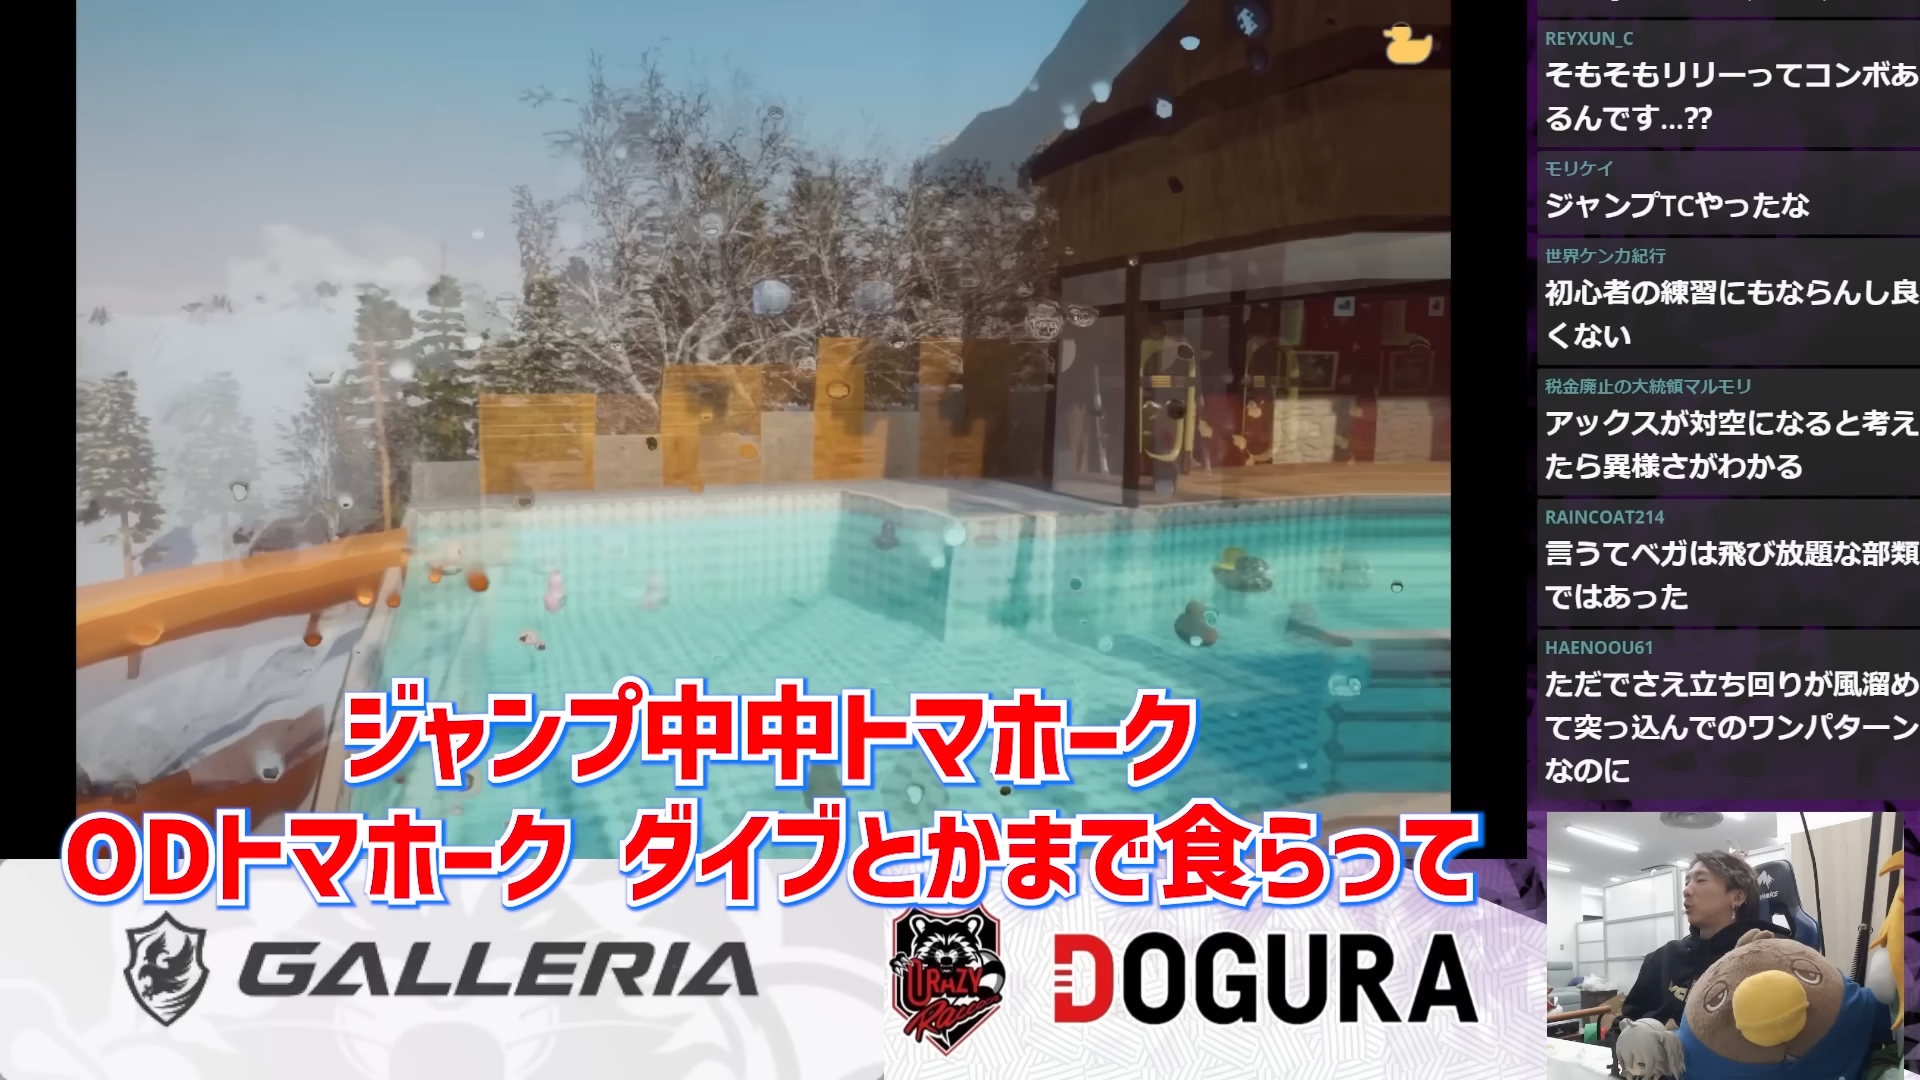 REYXUN_C
そもそもリリーってコンボあ
るんです...??
モリケイ
ジャンプTCやったな
世界ケンカ紀行
初心者の練習にもならんし良
くない
税金廃止の大統領マルモリ
アックスが対空になると考え
たら異様さがわかる
RAINCOAT214
言うてベガは飛び放題な部類
ではあった
HAENOOU61
ただでさえ立ち回りが風溜め
て突っ込んでのワンパターン
なのに
ジャンプ中中トマホーク
ODトマホーク ダイブとかまで食らって
GALLERIA
CRAZY
Raccoon
DOGURA